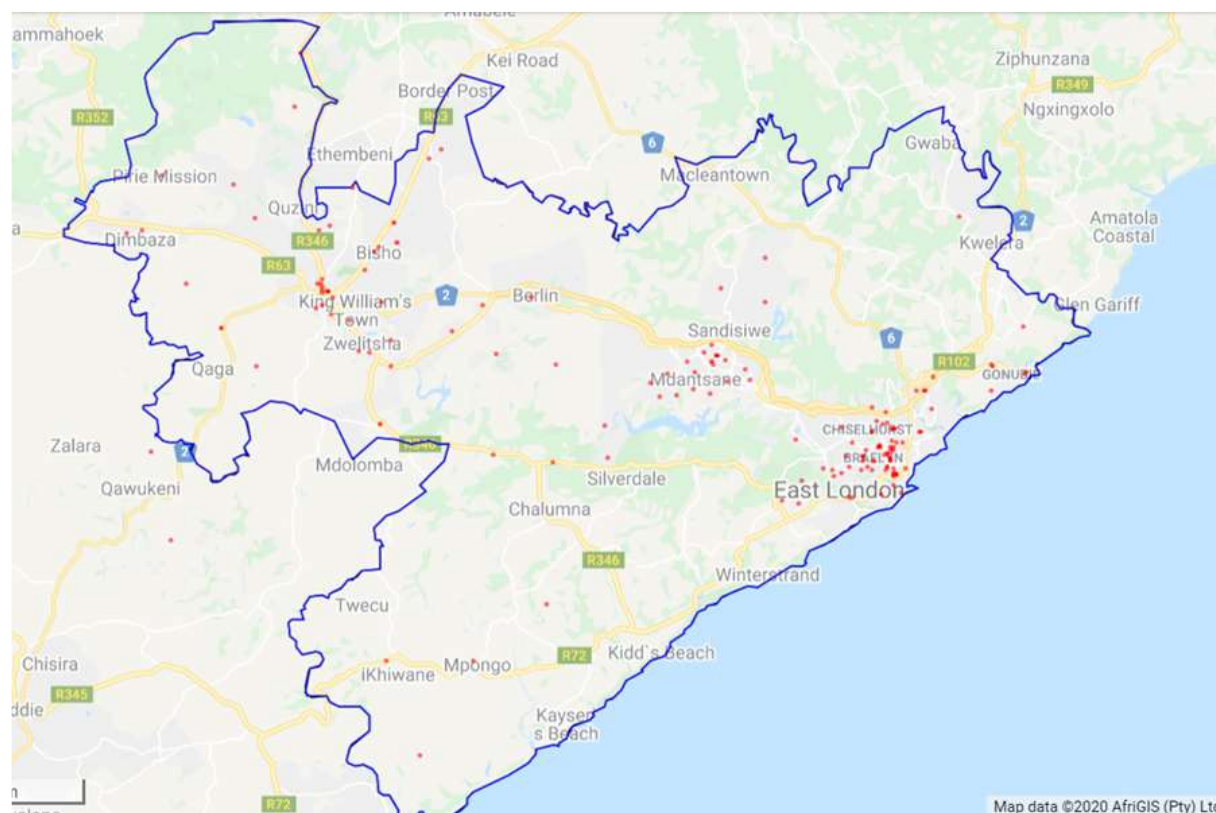 Amabele
ammahoek
Kei Road
Ziphunzana
R349
Border Post
R352
R63
Ngxingxolo
6
Gwaba
Ethembeni
Pirie Mission
Macleantown
Quzini
2
Amatola
Coastal
R346
Dimbaza
Bisho
Kwelera
R63
2
Berlin
King William's
Town
Glen Gariff
Sandisiwe
6
Zwelitsha
R102
Qaga
Mdantsane
GONUBIE
CHISELHURST
R346
Zalara
2
BRAELYN
Mdolomba
Silverdale
Qawukeni
East London
Chalumna
R346
Winterstrand
Twecu
Kidd`s Beach
R72
Chisira
Mpongo
iKhiwane
R345
ddie
Kayser
s Beach
R72
Map data ©2020 AfriGIS (Pty) Ltd